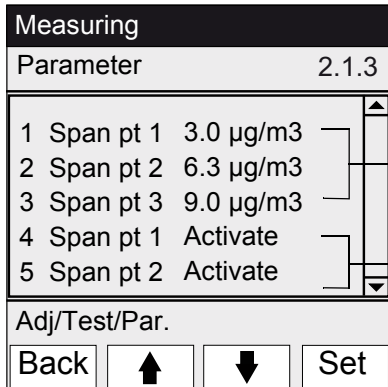 Measuring
Parameter 2.1.3
1 Span pt 1 3.0 µg/m3
2 Span pt 2 6.3 µg/m3
3 Span pt 3 9.0 µg/m3
4 Span pt 1 Activate
5 Span pt 2 Activate
Adj/Test/Par.
Back Set